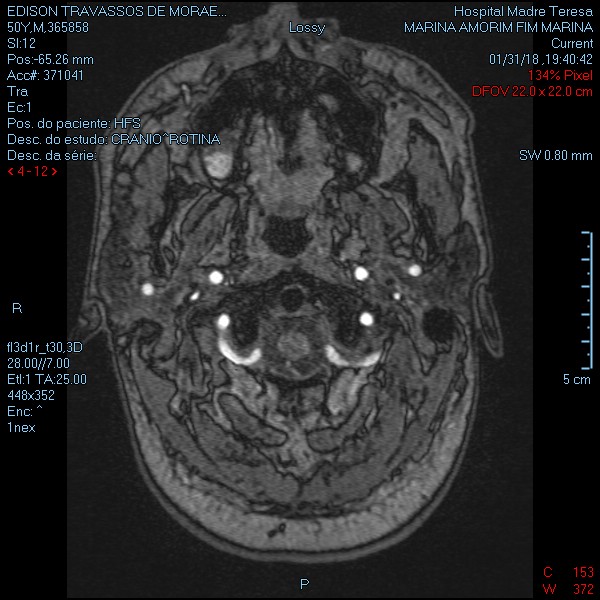 EDISON TRAVASSOS DE MORAE...
50Y,M,365858
Sl:12
Pos:-65.26 mm
Acc#: 371041
Tra
Ec:1
Pos. do paciente: HFS
Desc. do estudo: CRANIO^ROTINA
Desc. da série:
< 4 - 12 >
Lossy
Hospital Madre Teresa
MARINA AMORIM FIM MARINA
Current
01/31/18 ,19:40:42
134% Pixel
DFOV 22.0 x 22.0 cm
SW 0.80 mm
R
5 cm
fl3d1r_t30,3D
28.00//7.00
Etl:1 TA:25.00
448x352
Enc: ^
1nex
P
C 153
W 372